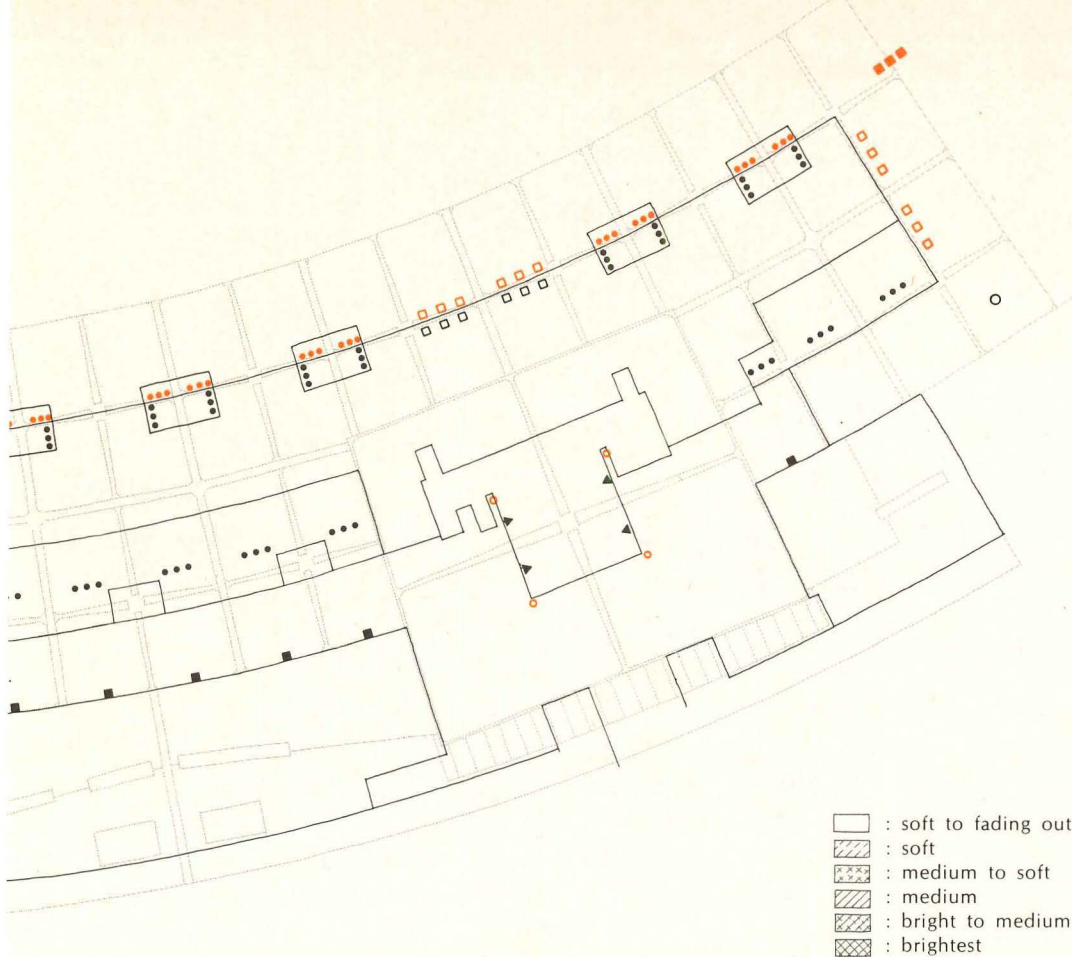 : soft to fading out
: soft
: medium to soft
: medium
: bright to medium
: brightest